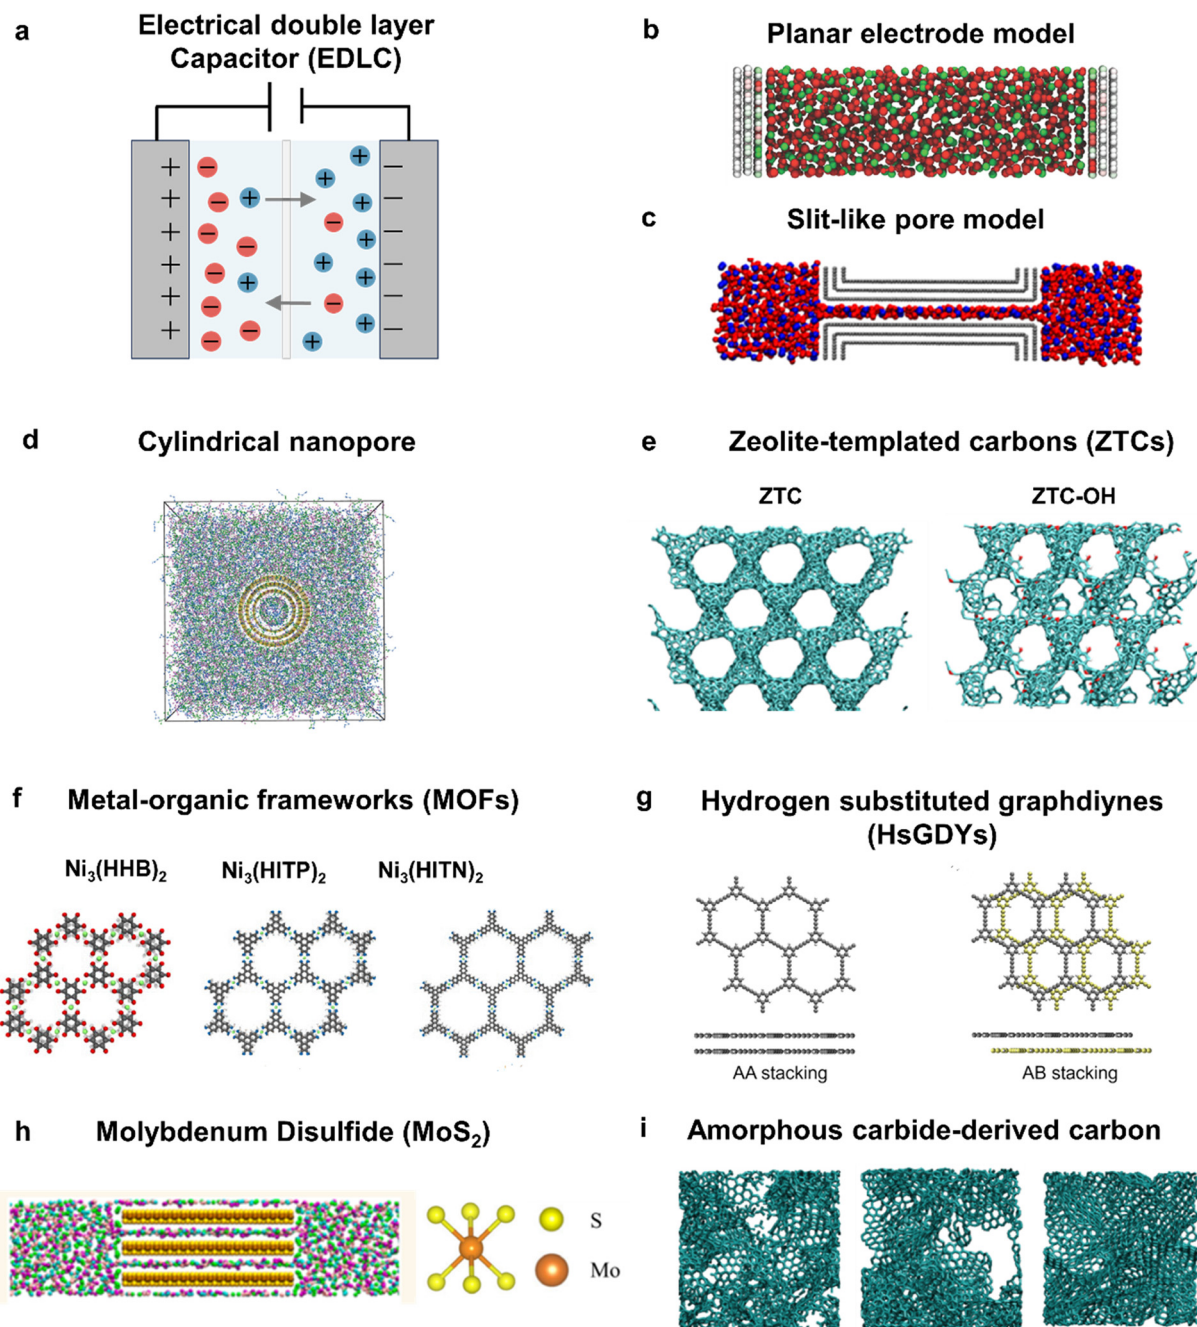 a
Electrical double layer
Capacitor (EDLC)
+ − + +
+ − + + + −
− − − + −
+ − + + + −
+ − − + −
+ − + + −
b
Planar electrode model
c
Slit-like pore model
d
Cylindrical nanopore
e
Zeolite-templated carbons (ZTCs)
ZTC
ZTC-OH
f
Metal-organic frameworks (MOFs)
Ni₃(HHB)₂
Ni₃(HITP)₂
Ni₃(HITN)₂
g
Hydrogen substituted graphdiynes
(HsGDYs)
AA stacking
AB stacking
h
Molybdenum Disulfide (MoS₂)
S
Mo
i
Amorphous carbide-derived carbon